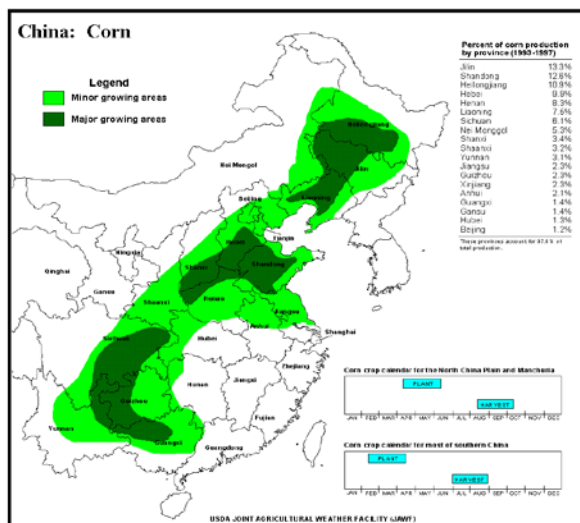 China: Corn
Legend
Minor growing areas
Major growing areas
Percent of corn production
by province (1993-1997)
Jilin 13.3%
Shandong 12.6%
Heilongjiang 10.9%
Hebei 9.9%
Henan 8.3%
Liaoning 7.5%
Sichuan 6.1%
Nei Monggol 5.3%
Shanxi 3.4%
Shaanxi 3.2%
Yunnan 3.1%
Jiangsu 2.3%
Guizhou 2.3%
Xinjiang 2.3%
Anhui 2.1%
Guangxi 1.4%
Gansu 1.4%
Hubei 1.3%
Beijing 1.2%
These provinces account for
total production.
Heilongjiang
Jilin
Nei Mongol
Liaoning
Beijing
Tianjin
Hebei
Ningxia
Shanxi
Shandong
Qinghai
Gansu
Shaanxi
Henan
Jiangsu
Anhui
Shanghai
Sichuan
Hubei
Zhejiang
Hunan
Jiangxi
Guizhou
Fujian
Yunnan
Guangxi
Guangdong
Corn crop calendar for the North China Plain and Manchuria
PLANT
HARVEST
JAN FEB MAR APR MAY JUN JUL AUG SEP OCT NOV DEC
Corn crop calendar for most of southern China
PLANT
HARVEST
JAN FEB MAR APR MAY JUN JUL AUG SEP OCT NOV DEC
USDA JOINT AGRICULTURAL WEATHER FACILITY (JAWF)